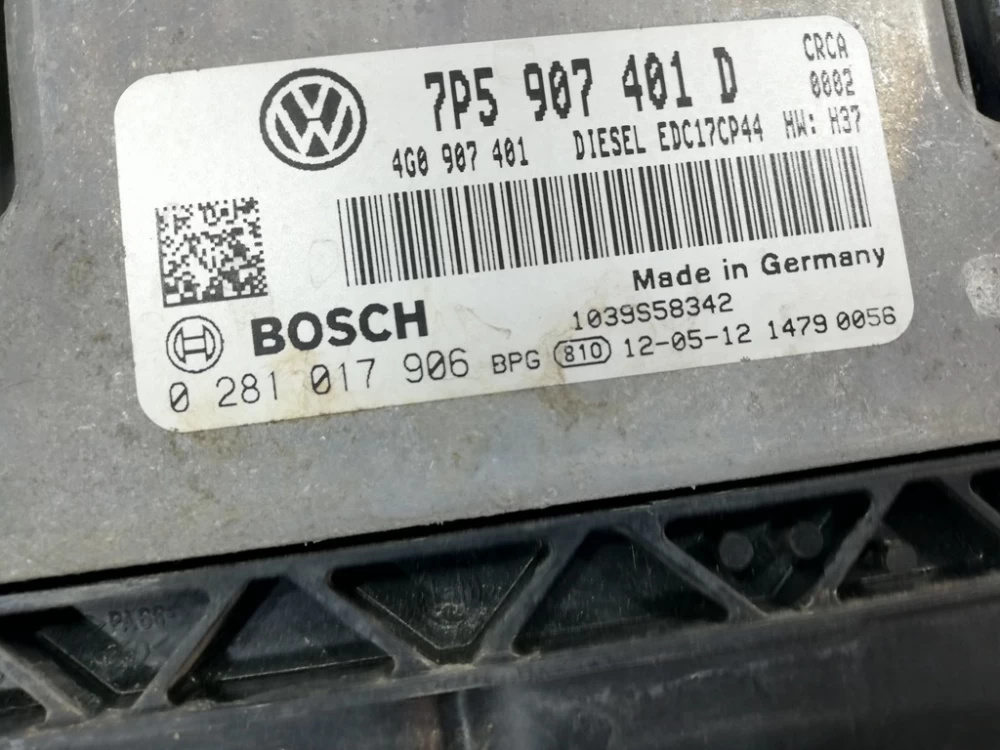 7P5 907 401 D
CRCA
0002
4G0 907 401 DIESEL EDC17CP44 HW: H37
Made in Germany
BOSCH
1039S58342
0 281 017 906 BPG 810 12-05-12 1479 0056
>PA66<